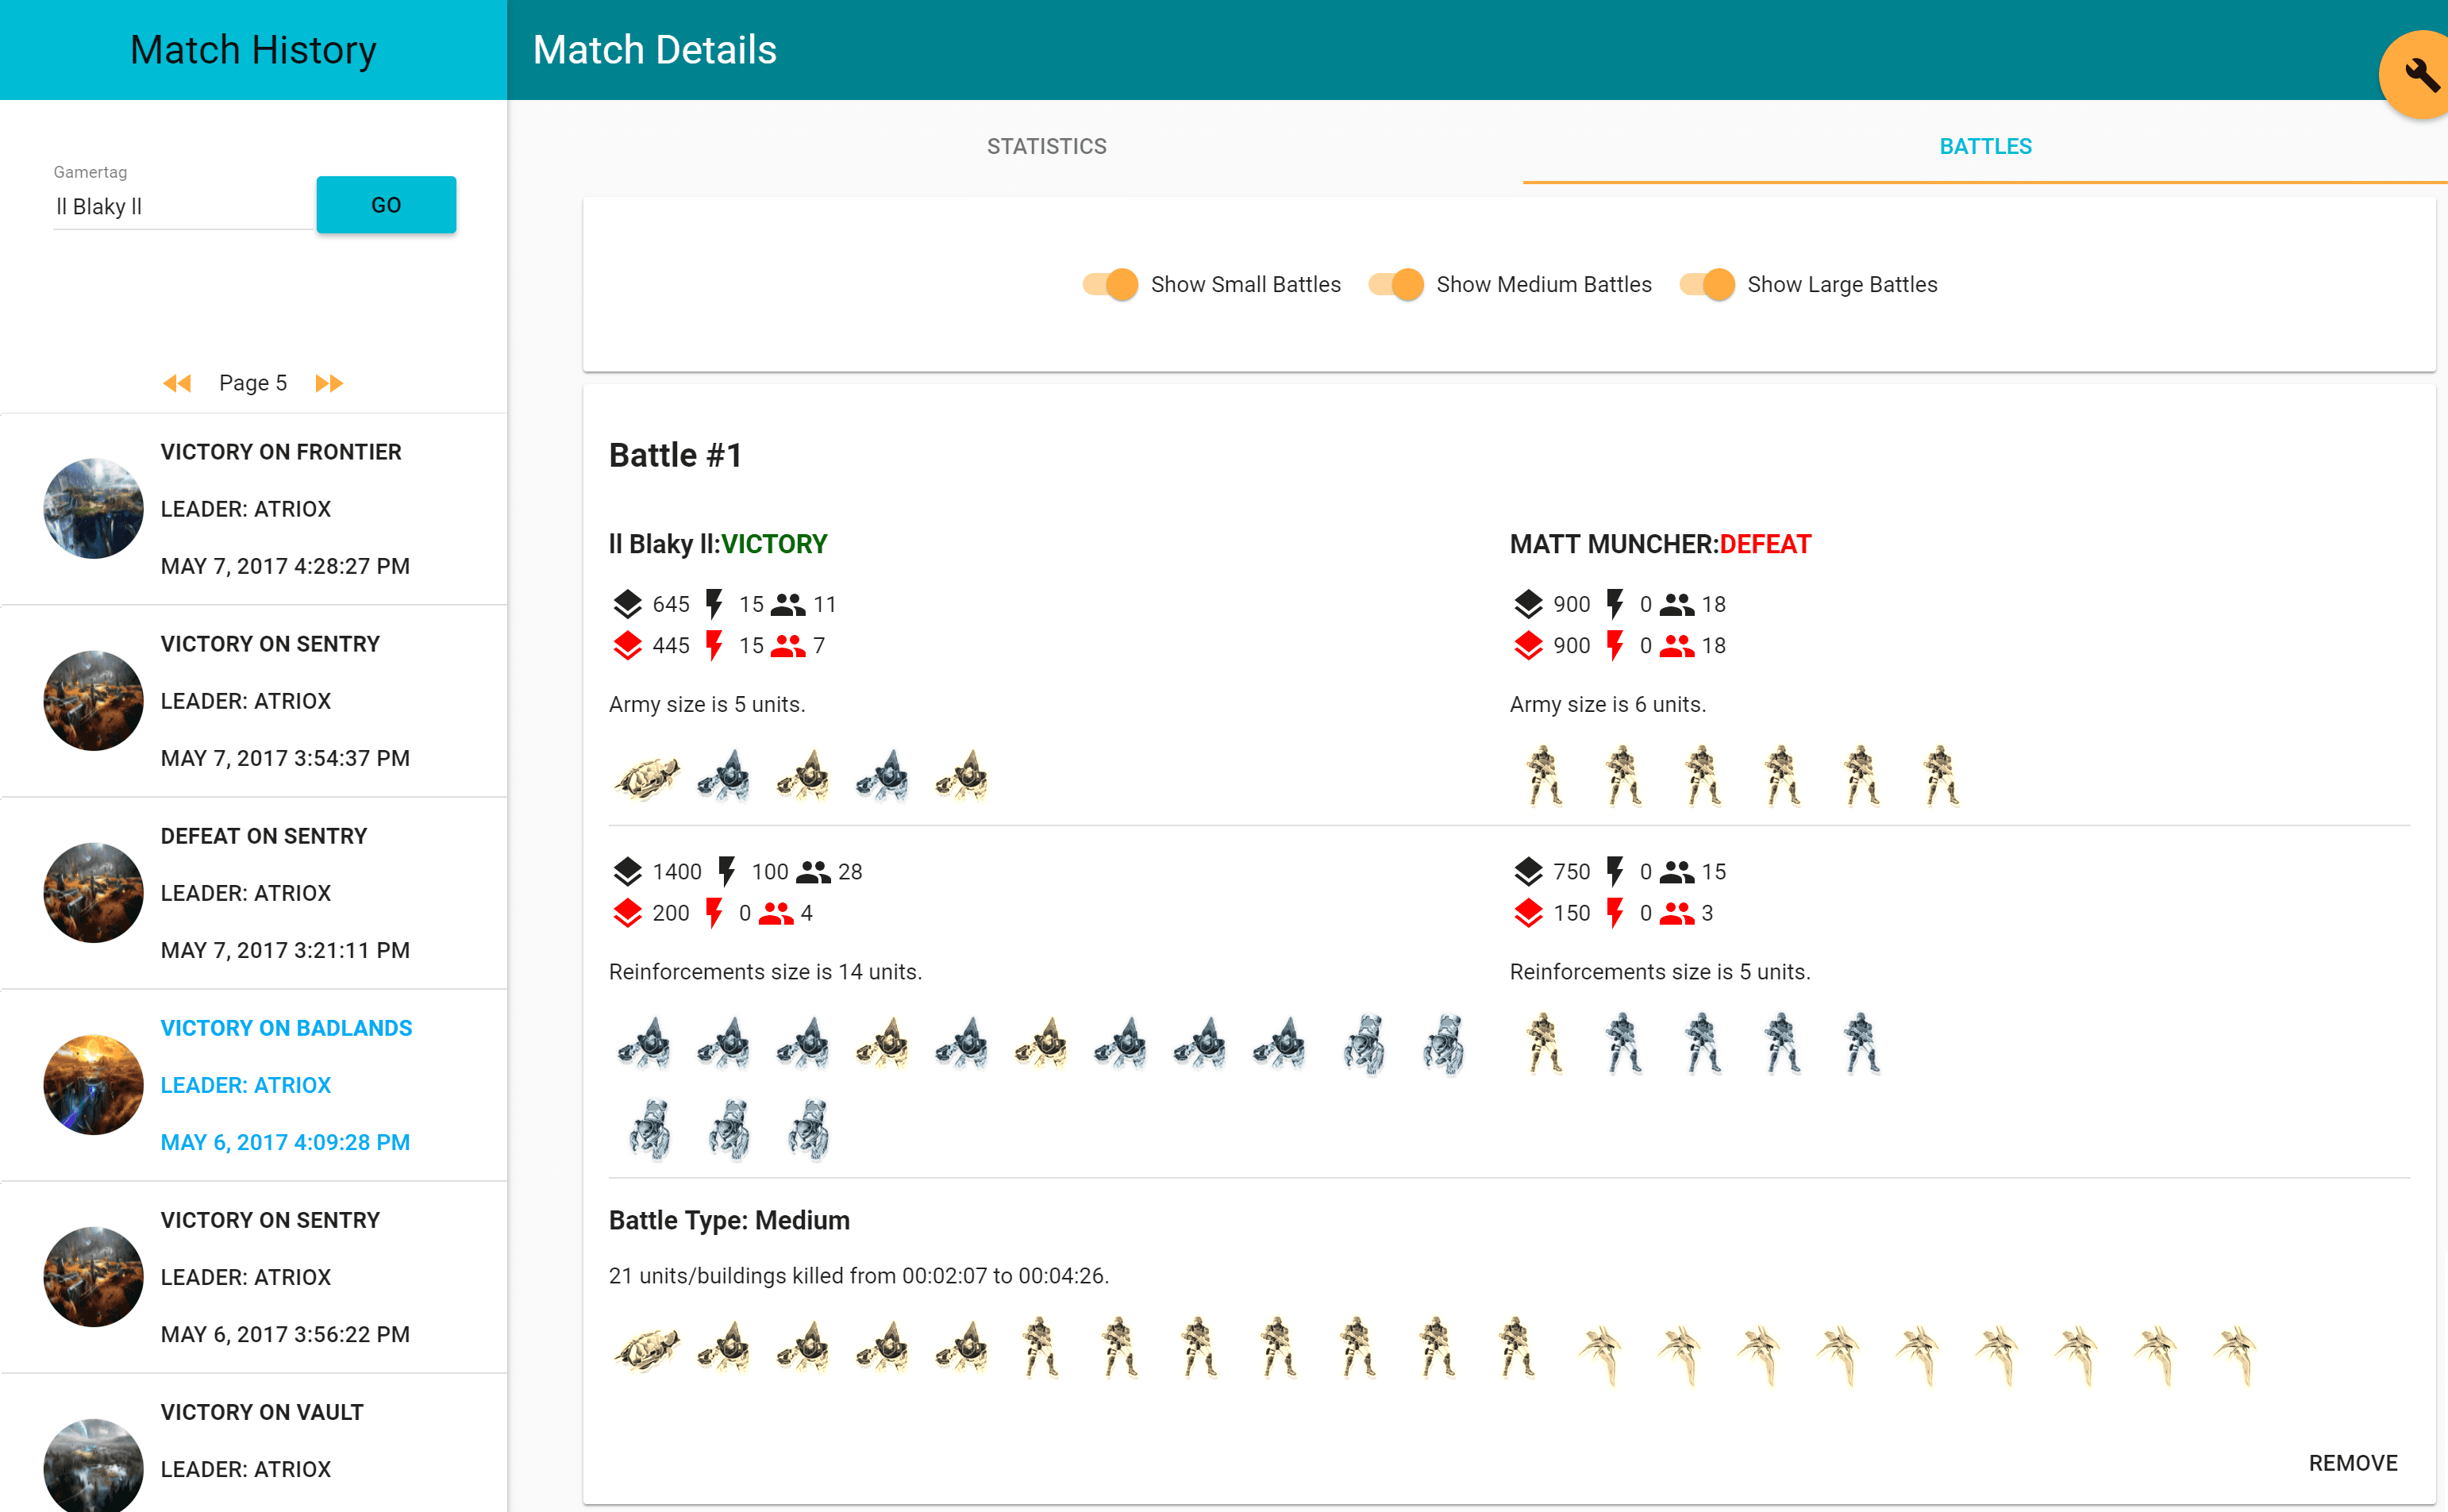 Match History
Match Details
Gamertag
ll Blaky ll
GO
Page 5
VICTORY ON FRONTIER
LEADER: ATRIOX
MAY 7, 2017 4:28:27 PM
VICTORY ON SENTRY
LEADER: ATRIOX
MAY 7, 2017 3:54:37 PM
DEFEAT ON SENTRY
LEADER: ATRIOX
MAY 7, 2017 3:21:11 PM
VICTORY ON BADLANDS
LEADER: ATRIOX
MAY 6, 2017 4:09:28 PM
VICTORY ON SENTRY
LEADER: ATRIOX
MAY 6, 2017 3:56:22 PM
VICTORY ON VAULT
LEADER: ATRIOX
STATISTICS
BATTLES
Show Small Battles
Show Medium Battles
Show Large Battles
Battle #1
ll Blaky ll:VICTORY
645 15 11
445 15 7
Army size is 5 units.
MATT MUNCHER:DEFEAT
900 0 18
900 0 18
Army size is 6 units.
1400 100 28
200 0 4
Reinforcements size is 14 units.
750 0 15
150 0 3
Reinforcements size is 5 units.
Battle Type: Medium
21 units/buildings killed from 00:02:07 to 00:04:26.
REMOVE